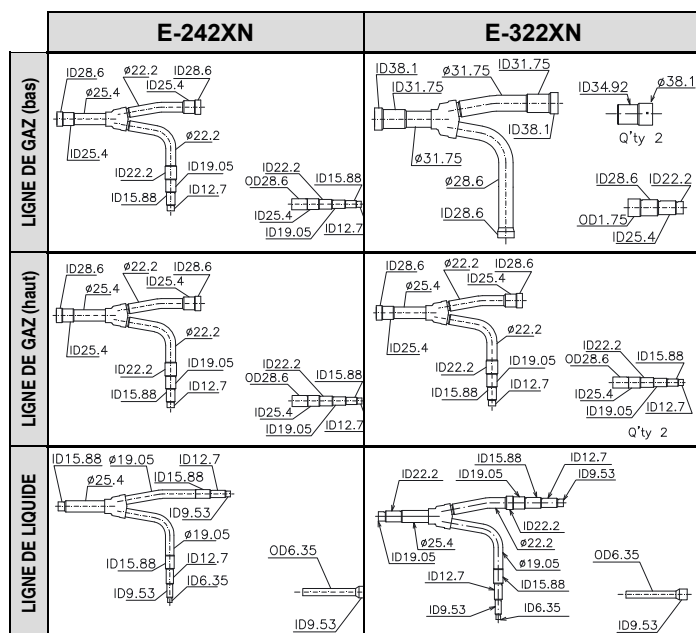 E-242XN
E-322XN
LIGNE DE GAZ (bas)
ID28.6
ø22.2
ID28.6
ø25.4
ID25.4
ID25.4
ø22.2
ID22.2
ID19.05
ID15.88
ID12.7
ID22.2
OD28.6
ID15.88
ID25.4
ID19.05
ID12.7
ID38.1
ID31.75
ø31.75
ID31.75
ID38.1
ø31.75
ø28.6
ID28.6
ID34.92
ø38.1
Q'ty 2
ID28.6
ID22.2
OD1.75
ID25.4
LIGNE DE GAZ (haut)
ID28.6
ø22.2
ID28.6
ø25.4
ID25.4
ID25.4
ø22.2
ID22.2
ID19.05
ID15.88
ID12.7
ID22.2
OD28.6
ID15.88
ID25.4
ID19.05
ID12.7
ID28.6
ø22.2
ID28.6
ø25.4
ID25.4
ID25.4
ø22.2
ID22.2
ID19.05
ID15.88
ID12.7
ID22.2
OD28.6
ID15.88
ID25.4
ID19.05
ID12.7
Q'ty 2
LIGNE DE LIQUIDE
ID15.88
ø19.05
ID12.7
ø25.4
ID15.88
ID9.53
ø19.05
ID15.88
ID12.7
ID9.53
ID6.35
OD6.35
ID9.53
ID22.2
ID15.88
ID19.05
ID12.7
ID9.53
ID22.2
ø22.2
ø25.4
ID19.05
ø19.05
ID12.7
ID15.88
ID9.53
ID6.35
OD6.35
ID9.53